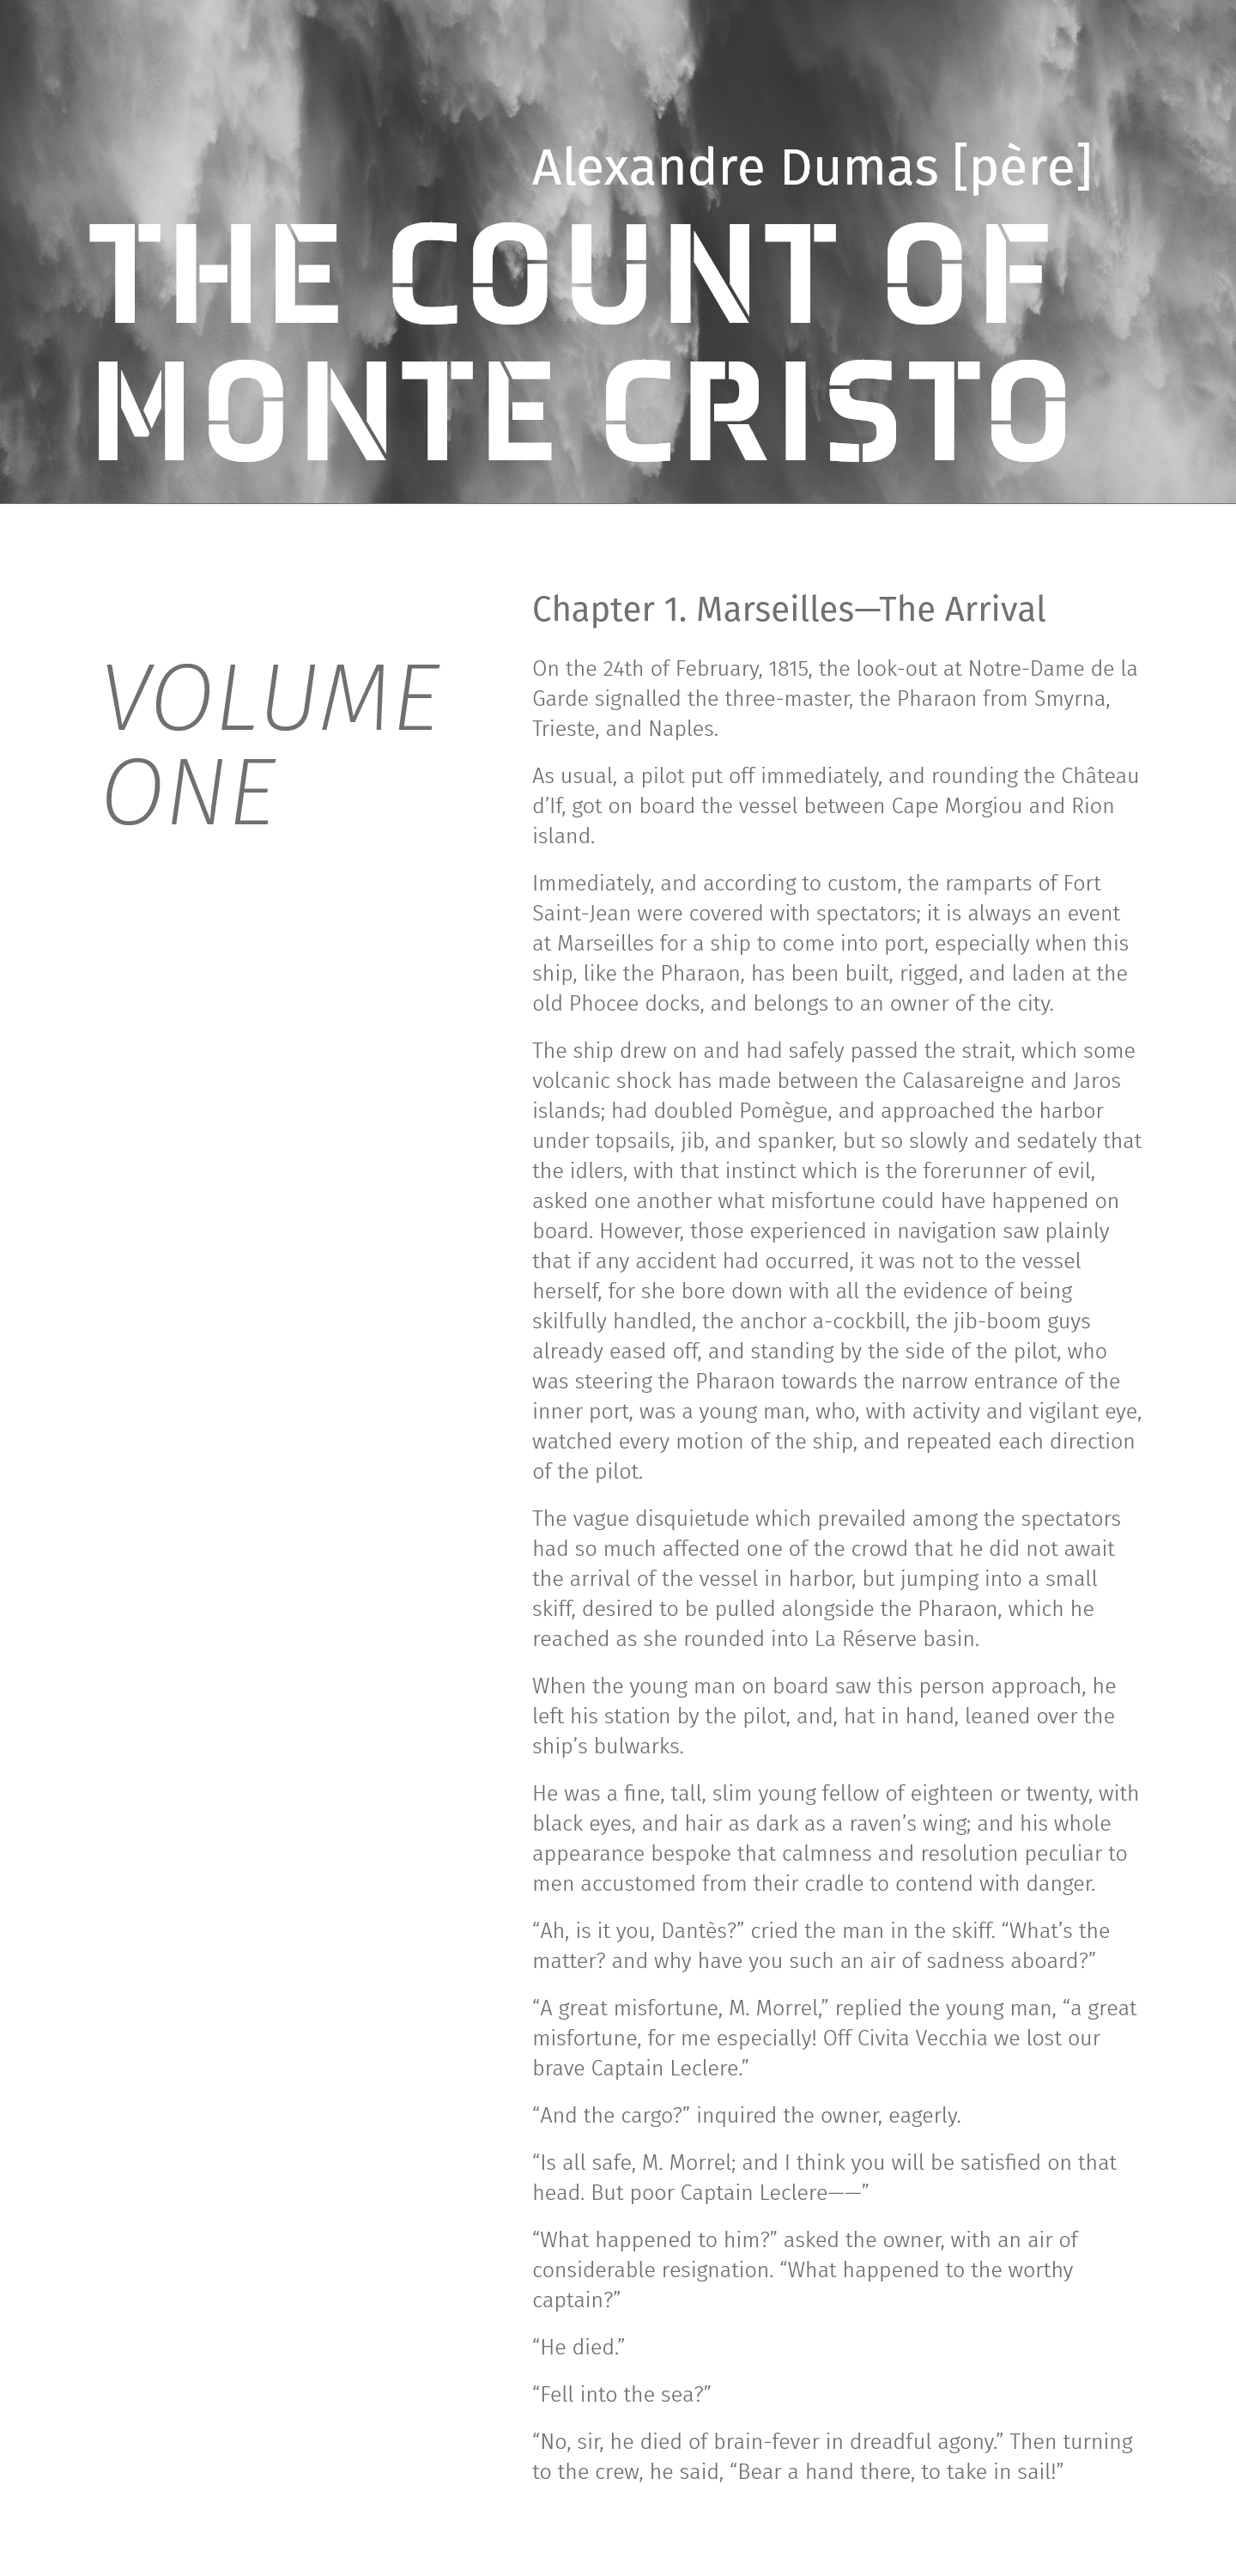 Alexandre Dumas [père]
THE COUNT OF
MONTE CRISTO
VOLUME
ONE
Chapter 1. Marseilles—The Arrival
On the 24th of February, 1815, the look-out at Notre-Dame de la
Garde signalled the three-master, the Pharaon from Smyrna,
Trieste, and Naples.
As usual, a pilot put off immediately, and rounding the Château
d’If, got on board the vessel between Cape Morgiou and Rion
island.
Immediately, and according to custom, the ramparts of Fort
Saint-Jean were covered with spectators; it is always an event
at Marseilles for a ship to come into port, especially when this
ship, like the Pharaon, has been built, rigged, and laden at the
old Phocee docks, and belongs to an owner of the city.
The ship drew on and had safely passed the strait, which some
volcanic shock has made between the Calasareigne and Jaros
islands; had doubled Pomègue, and approached the harbor
under topsails, jib, and spanker, but so slowly and sedately that
the idlers, with that instinct which is the forerunner of evil,
asked one another what misfortune could have happened on
board. However, those experienced in navigation saw plainly
that if any accident had occurred, it was not to the vessel
herself, for she bore down with all the evidence of being
skilfully handled, the anchor a-cockbill, the jib-boom guys
already eased off, and standing by the side of the pilot, who
was steering the Pharaon towards the narrow entrance of the
inner port, was a young man, who, with activity and vigilant eye,
watched every motion of the ship, and repeated each direction
of the pilot.
The vague disquietude which prevailed among the spectators
had so much affected one of the crowd that he did not await
the arrival of the vessel in harbor, but jumping into a small
skiff, desired to be pulled alongside the Pharaon, which he
reached as she rounded into La Réserve basin.
When the young man on board saw this person approach, he
left his station by the pilot, and, hat in hand, leaned over the
ship’s bulwarks.
He was a fine, tall, slim young fellow of eighteen or twenty, with
black eyes, and hair as dark as a raven’s wing; and his whole
appearance bespoke that calmness and resolution peculiar to
men accustomed from their cradle to contend with danger.
“Ah, is it you, Dantès?” cried the man in the skiff. “What’s the
matter? and why have you such an air of sadness aboard?”
“A great misfortune, M. Morrel,” replied the young man, “a great
misfortune, for me especially! Off Civita Vecchia we lost our
brave Captain Leclere.”
“And the cargo?” inquired the owner, eagerly.
“Is all safe, M. Morrel; and I think you will be satisfied on that
head. But poor Captain Leclere——”
“What happened to him?” asked the owner, with an air of
considerable resignation. “What happened to the worthy
captain?”
“He died.”
“Fell into the sea?”
“No, sir, he died of brain-fever in dreadful agony.” Then turning
to the crew, he said, “Bear a hand there, to take in sail!”